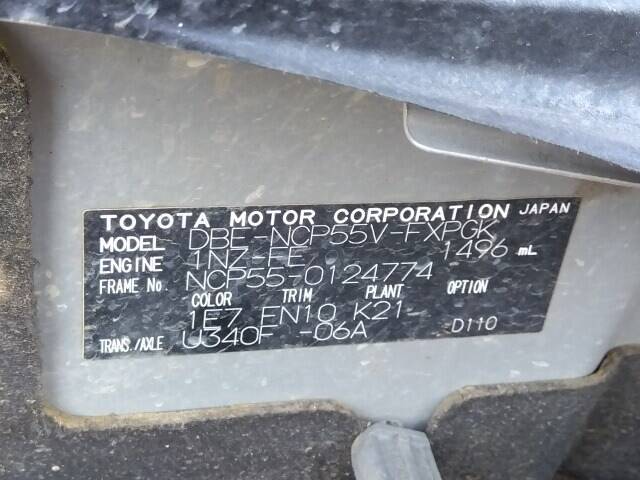 TOYOTA MOTOR CORPORATION JAPAN
MODEL DBE-NCP55V-FXPGK
ENGINE 1NZ-FE 1496 mL
FRAME No. NCP55-0124774
COLOR TRIM PLANT OPTION
1E7 FN10 K21
TRANS./AXLE U340F -06A D110